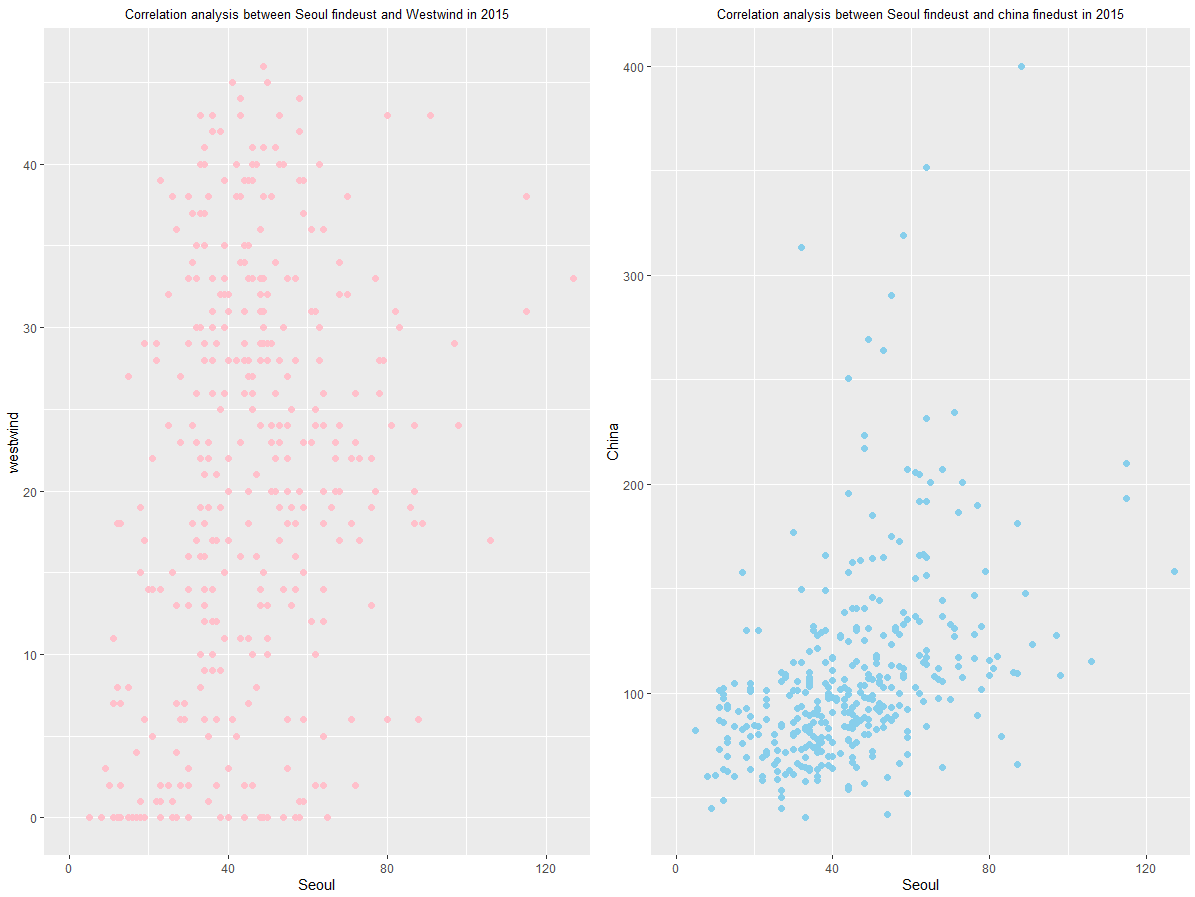 Correlation analysis between Seoul findeust and Westwind in 2015
westwind
40
30
20
10
0
0 40 80 120
Seoul
Correlation analysis between Seoul findeust and china finedust in 2015
China
400
300
200
100
0 40 80 120
Seoul